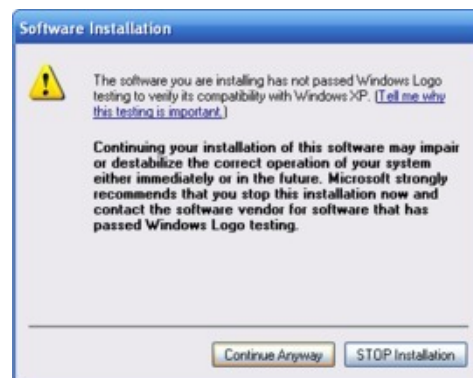 Software Installation
The software you are installing has not passed Windows Logo
testing to verify its compatibility with Windows XP. (Tell me why
this testing is important.)
Continuing your installation of this software may impair
or destabilize the correct operation of your system
either immediately or in the future. Microsoft strongly
recommends that you stop this installation now and
contact the software vendor for software that has
passed Windows Logo testing.
Continue Anyway
STOP Installation